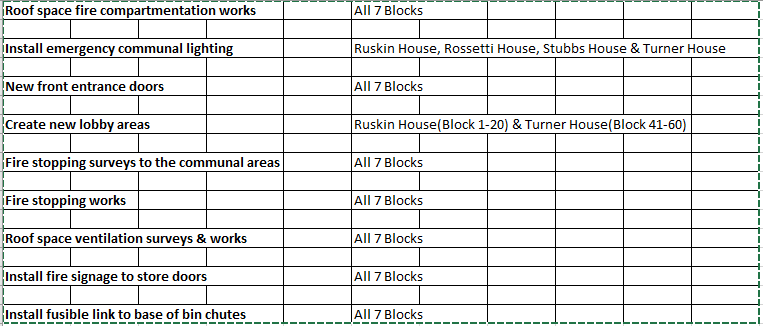 Roof space fire compartmentation works All 7 Blocks
Install emergency communal lighting Ruskin House, Rossetti House, Stubbs House & Turner House
New front entrance doors All 7 Blocks
Create new lobby areas Ruskin House(Block 1-20) & Turner House(Block 41-60)
Fire stopping surveys to the communal areas All 7 Blocks
Fire stopping works All 7 Blocks
Roof space ventilation surveys & works All 7 Blocks
Install fire signage to store doors All 7 Blocks
Install fusible link to base of bin chutes All 7 Blocks